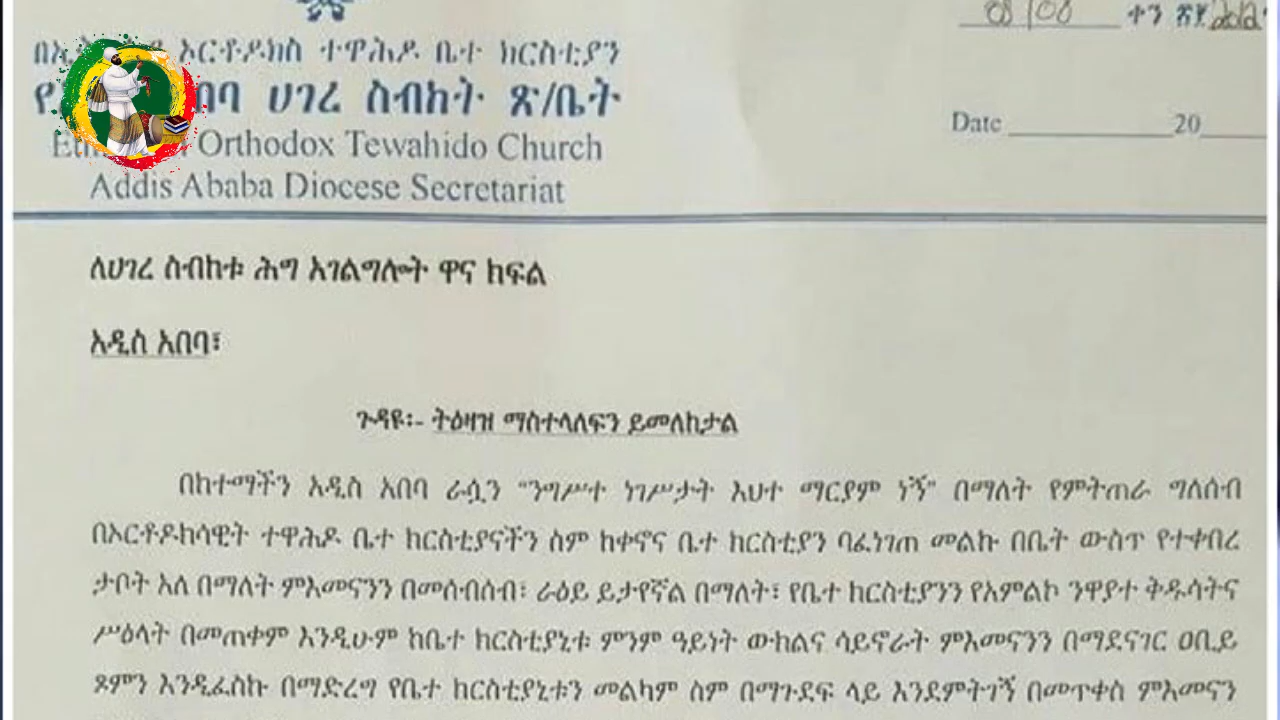 ቀን
ኦርቶዶክስ ተዋሕዶ ቤተ ክርስቲያን
ሀገረ ስብከት ጽ/ቤት
Orthodox Tewahido Church
Date ____________20______
Addis Ababa Diocese Secretariat
ለሀገረ ስብከቱ ሕግ አገልግሎት ዋና ክፍል
አዲስ አበባ፣
ጉዳዩ፡- ትዕዛዝ ማስተላለፍን ይመለከታል
በከተማችን አዲስ አበባ ራሷን "ንግሥተ ነገሥታት እህተ ማርያም ነኝ" በማለት የምትጠራ ግለሰብ
በኦርቶዶክሳዊት ተዋሕዶ ቤተ ክርስቲያናችን ስም ከቀኖና ቤተ ክርስቲያን ባፈነገጠ መልኩ በቤት ውስጥ የተቀበረ
ታቦት አለ በማለት ምእመናንን በመሰብሰብ፣ ራዕይ ይታየኛል በማለት፣ የቤተ ክርስቲያንን የአምልኮ ንዋያተ ቅዱሳትና
ሥዕላት በመጠቀም እንዲሁም ከቤተ ክርስቲያኒቱ ምንም ዓይነት ውክልና ሳይኖራት ምእመናንን በማደናገር ዐቢይ
ጾምን እንዲፈስኩ በማድረግ የቤተ ክርስቲያኒቱን መልካም ስም በማጉደፍ ላይ እንደምትገኝ በመጥቀስ ምእመናን